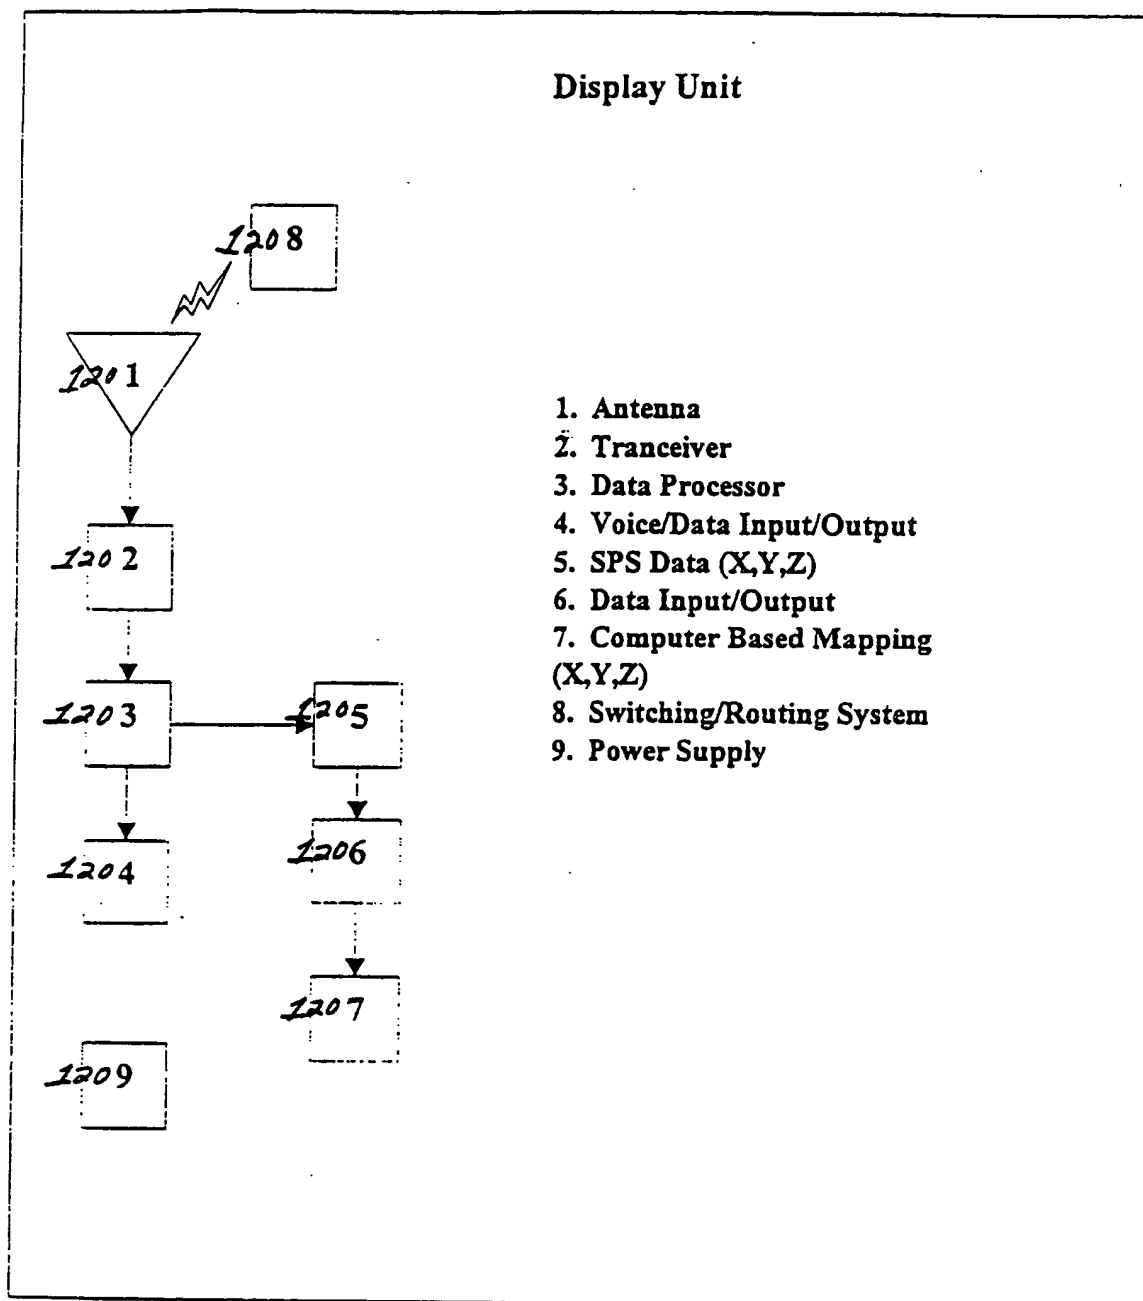 Display Unit
1208
1201
1. Antenna
2. Tranceiver
3. Data Processor
1202
4. Voice/Data Input/Output
5. SPS Data (X,Y,Z)
6. Data Input/Output
7. Computer Based Mapping
(X,Y,Z)
8. Switching/Routing System
9. Power Supply
1203
1205
1204
1206
1207
1209